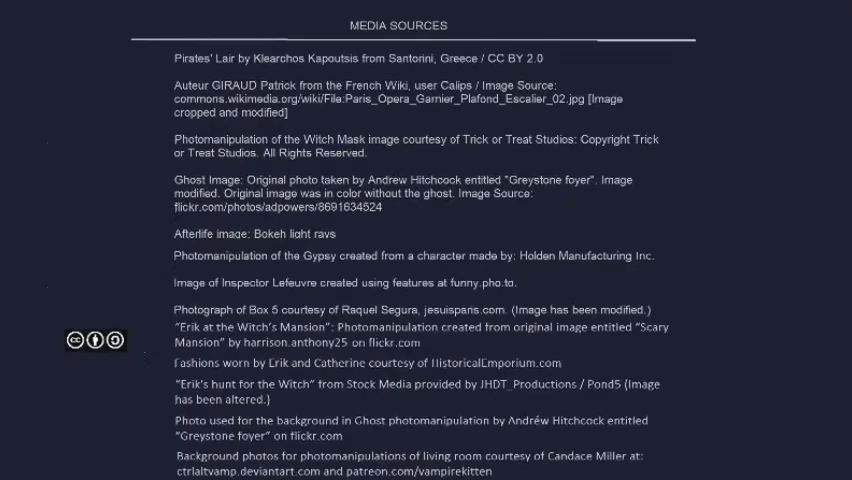 MEDIA SOURCES
Pirates' Lair by Klearchos Kapoutsis from Santorini, Greece / CC BY 2.0
Auteur GIRAUD Patrick from the French Wiki, user Calips / Image Source:
commons.wikimedia.org/wiki/File:Paris_Opera_Garnier_Plafond_Escalier_02.jpg [Image
cropped and modified]
Photomanipulation of the Witch Mask image courtesy of Trick or Treat Studios: Copyright Trick
or Treat Studios. All Rights Reserved.
Ghost Image: Original photo taken by Andrew Hitchcock entitled "Greystone foyer". Image
modified. Original image was in color without the ghost. Image Source:
flickr.com/photos/adpowers/8691634524
Afterlife image: Bokeh light rays
Photomanipulation of the Gypsy created from a character made by: Holden Manufacturing Inc.
Image of Inspector Lefeuvre created using features at funny.pho.to.
Photograph of Box 5 courtesy of Raquel Segura, jesuisparis.com. (Image has been modified.)
“Erik at the Witch's Mansion”: Photomanipulation created from original image entitled “Scary
Mansion” by harrison.anthony25 on flickr.com
cc
Fashions worn by Erik and Catherine courtesy of HistoricalEmporium.com
“Erik's hunt for the Witch” from Stock Media provided by JHDT_Productions / Pond5 (Image
has been altered.)
Photo used for the background in Ghost photomanipulation by Andréw Hitchcock entitled
“Greystone foyer” on flickr.com
Background photos for photomanipulations of living room courtesy of Candace Miller at:
ctrlaltvamp.deviantart.com and patreon.com/vampirekitten